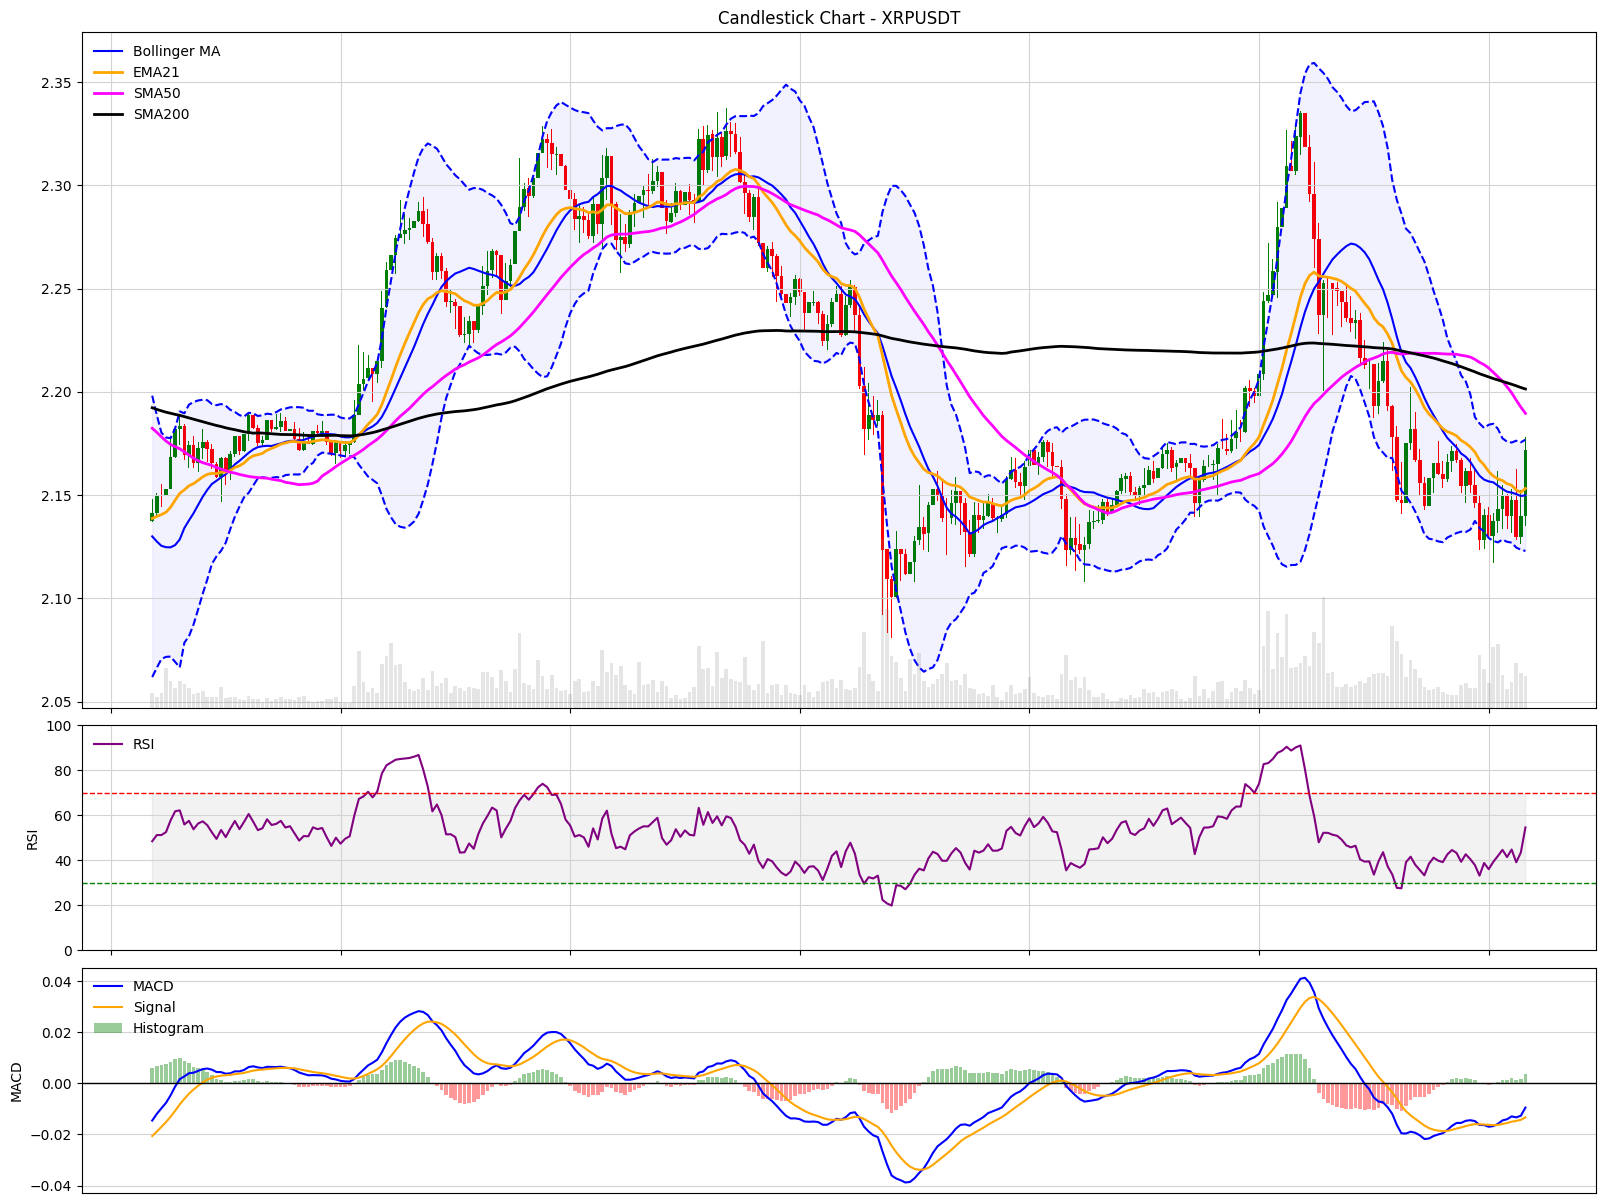 Candlestick Chart - XRPUSDT
Bollinger MA
EMA21
SMA50
SMA200
2.35
2.30
2.25
2.20
2.15
2.10
2.05
100
80
60
40
20
0
RSI
RSI
0.04
0.02
0.00
−0.02
−0.04
MACD
MACD
Signal
Histogram